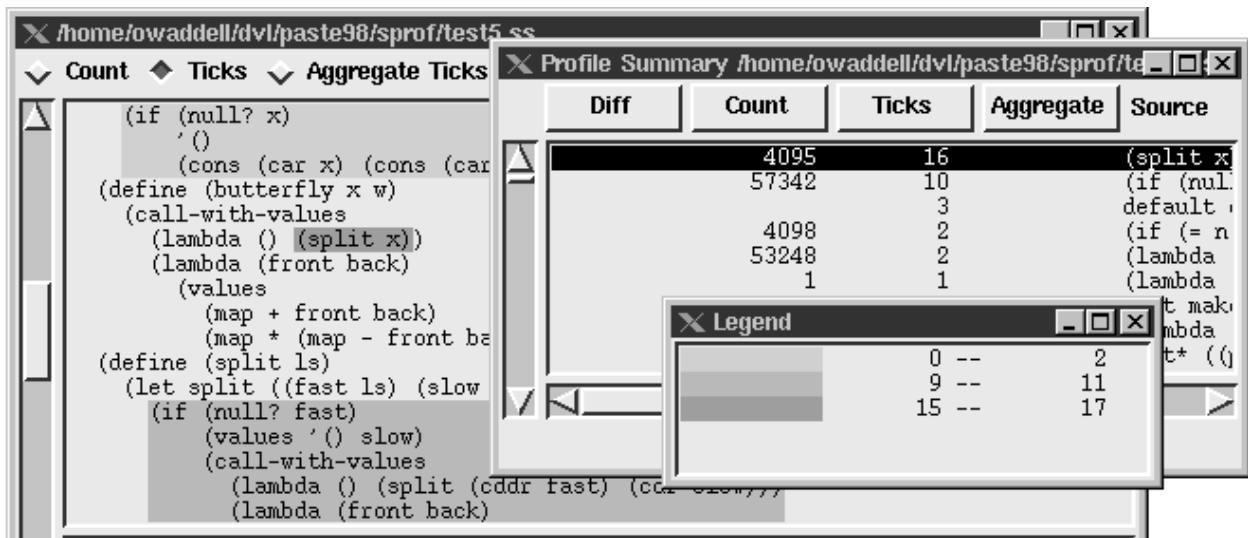 /home/owaddell/dvl/paste98/sprof/test5.ss
Count Ticks Aggregate Ticks
(if (null? x)
'()
(cons (car x) (cons (car
(define (butterfly x w)
(call-with-values
(lambda () (split x))
(lambda (front back)
(values
(map + front back)
(map * (map - front ba
(define (split ls)
(let split ((fast ls) (slow
(if (null? fast)
(values '() slow)
(call-with-values
(lambda () (split (cddr fast) (cdr slow)))
(lambda (front back)
Profile Summary /home/owaddell/dvl/paste98/sprof/te
Diff Count Ticks Aggregate Source
4095 16 (split x)
57342 10 (if (nul
3 default
4098 2 (if (= n
53248 2 (lambda
1 1 (lambda
t mak
mbda
t* ((
Legend
0 -- 2
9 -- 11
15 -- 17